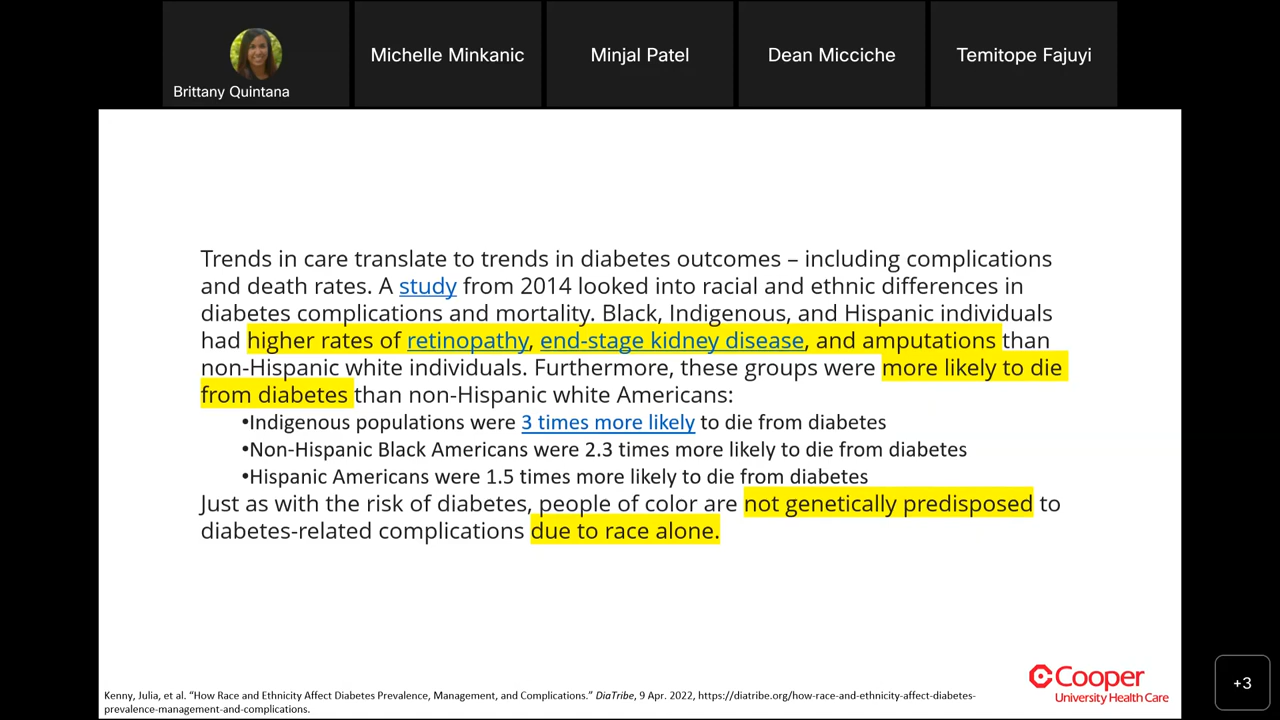 Brittany Quintana
Michelle Minkanic
Minjal Patel
Dean Micciche
Temitope Fajuyi
Trends in care translate to trends in diabetes outcomes – including complications
and death rates. A study from 2014 looked into racial and ethnic differences in
diabetes complications and mortality. Black, Indigenous, and Hispanic individuals
had higher rates of retinopathy, end-stage kidney disease, and amputations than
non-Hispanic white individuals. Furthermore, these groups were more likely to die
from diabetes than non-Hispanic white Americans:
•Indigenous populations were 3 times more likely to die from diabetes
•Non-Hispanic Black Americans were 2.3 times more likely to die from diabetes
•Hispanic Americans were 1.5 times more likely to die from diabetes
Just as with the risk of diabetes, people of color are not genetically predisposed to
diabetes-related complications due to race alone.
Kenny, Julia, et al. “How Race and Ethnicity Affect Diabetes Prevalence, Management, and Complications.” DiaTribe, 9 Apr. 2022, https://diatribe.org/how-race-and-ethnicity-affect-diabetes-
prevalence-management-and-complications.
Cooper
University Health Care
+3